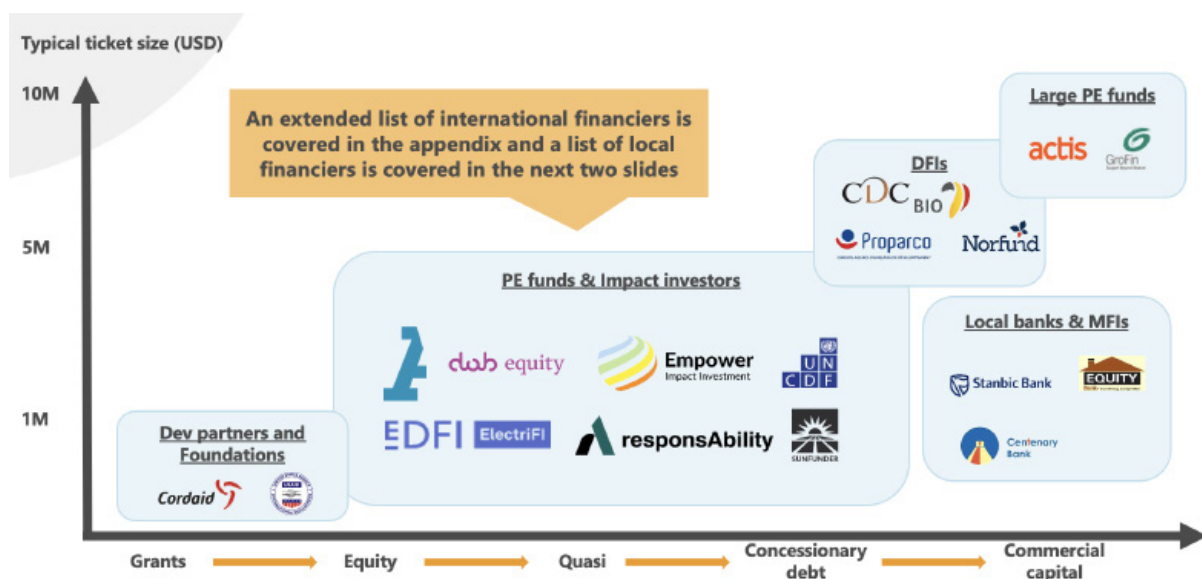 Typical ticket size (USD)
10M
5M
1M
An extended list of international financiers is
covered in the appendix and a list of local
financiers is covered in the next two slides
Large PE funds
actis
GroFin
DFIs
CDC
BIO
Proparco
Norfund
PE funds & Impact investors
dob equity
Empower
Impact Investment
UN
CDF
EDFI ElectriFI
responsAbility
SUNFUNDER
Local banks & MFIs
Stanbic Bank
EQUITY
Centenary
Bank
Dev partners and
Foundations
Cordaid
USAID
Grants
Equity
Quasi
Concessionary
debt
Commercial
capital